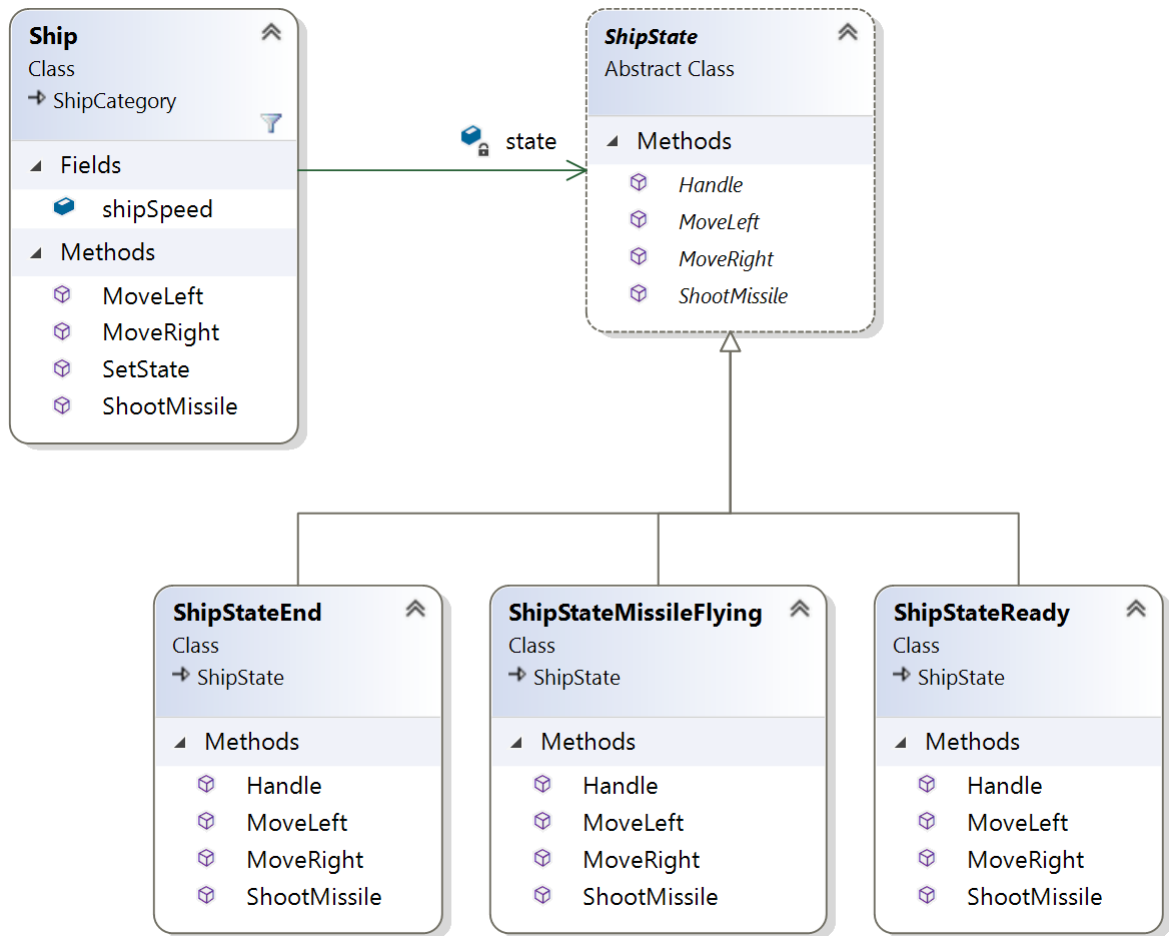 Ship
Class
ShipCategory
Fields
shipSpeed
Methods
MoveLeft
MoveRight
SetState
ShootMissile
state
ShipState
Abstract Class
Methods
Handle
MoveLeft
MoveRight
ShootMissile
ShipStateEnd
Class
ShipState
Methods
Handle
MoveLeft
MoveRight
ShootMissile
ShipStateMissileFlying
Class
ShipState
Methods
Handle
MoveLeft
MoveRight
ShootMissile
ShipStateReady
Class
ShipState
Methods
Handle
MoveLeft
MoveRight
ShootMissile